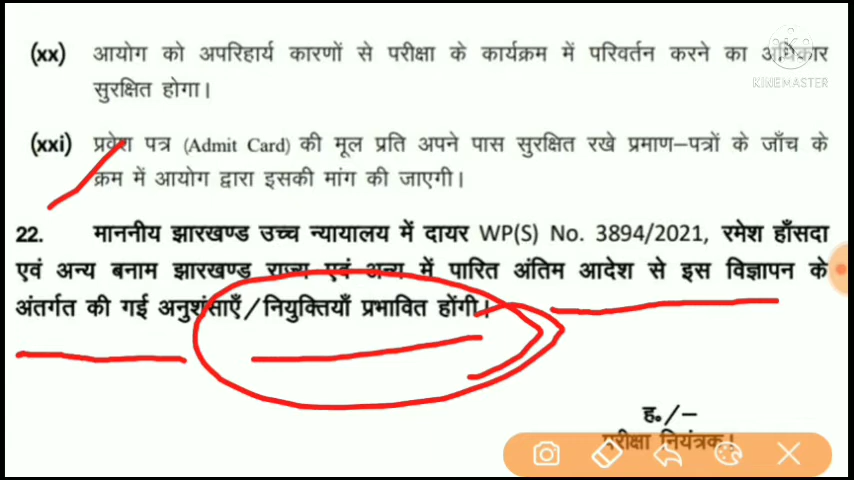 (xx) आयोग को अपरिहार्य कारणों से परीक्षा के कार्यक्रम में परिवर्तन करने का अधिकार
सुरक्षित होगा।
KINEMASTER
(xxi) प्रवेश पत्र (Admit Card) की मूल प्रति अपने पास सुरक्षित रखे प्रमाण–पत्रों के जाँच के
क्रम में आयोग द्वारा इसकी मांग की जाएगी।
22. माननीय झारखण्ड उच्च न्यायालय में दायर WP(S) No. 3894/2021, रमेश हाँसदा
एवं अन्य बनाम झारखण्ड राज्य एवं अन्य में पारित अंतिम आदेश से इस विज्ञापन के
अंतर्गत की गई अनुशंसाएँ/नियुक्तियाँ प्रभावित होंगी।
ह./–
परीक्षा नियंत्रक।